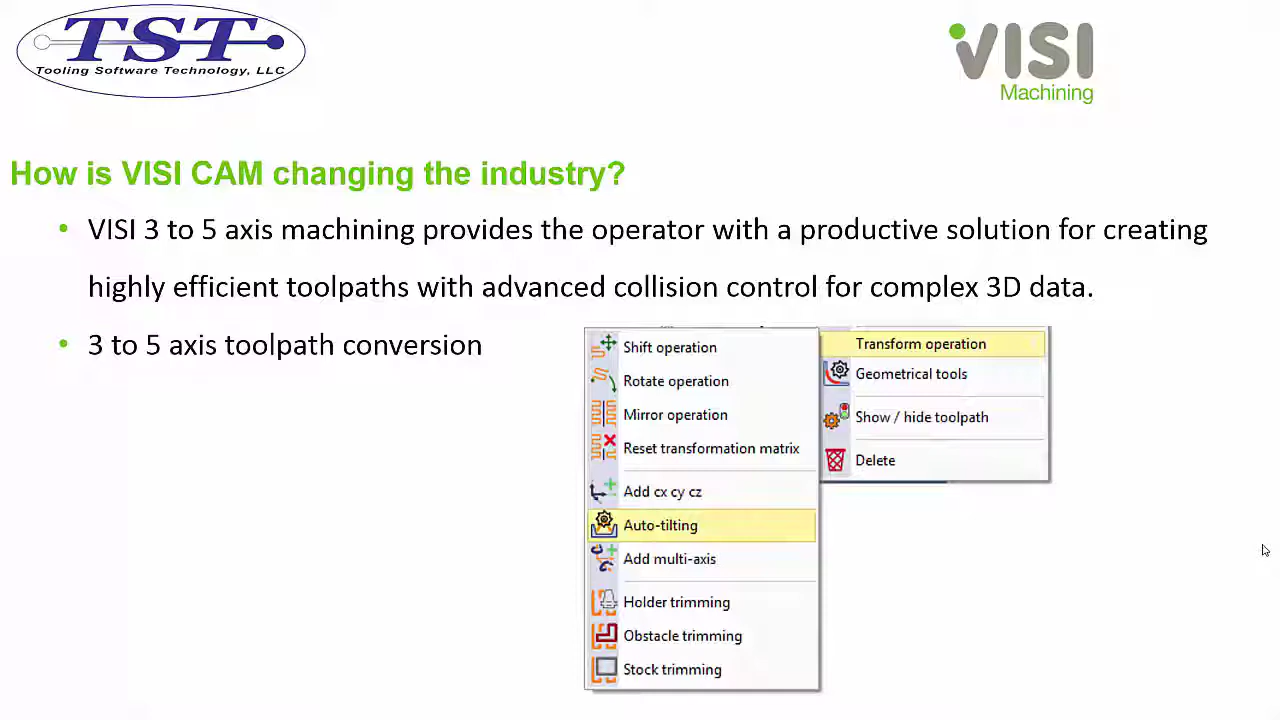 TST
Tooling Software Technology, LLC
VISI
Machining
How is VISI CAM changing the industry?
• VISI 3 to 5 axis machining provides the operator with a productive solution for creating
highly efficient toolpaths with advanced collision control for complex 3D data.
• 3 to 5 axis toolpath conversion
Shift operation
Rotate operation
Mirror operation
Reset transformation matrix
Add cx cy cz
Auto-tilting
Add multi-axis
Holder trimming
Obstacle trimming
Stock trimming
Transform operation
Geometrical tools
Show / hide toolpath
Delete